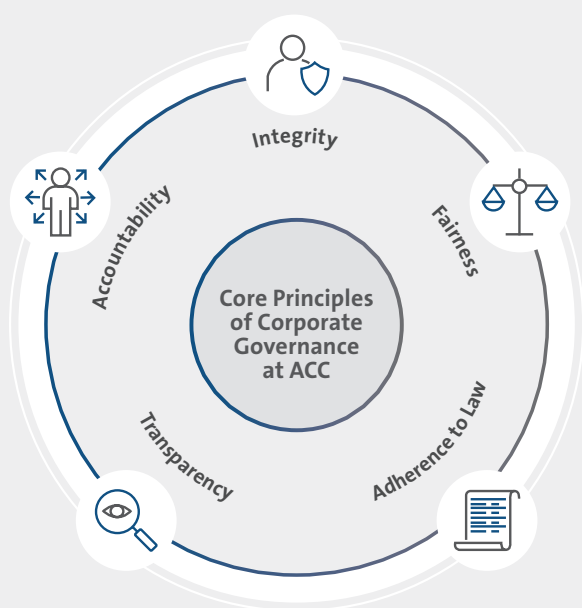 Integrity
Fairness
Adherence to Law
Transparency
Accountability
Core Principles
of Corporate
Governance
at ACC